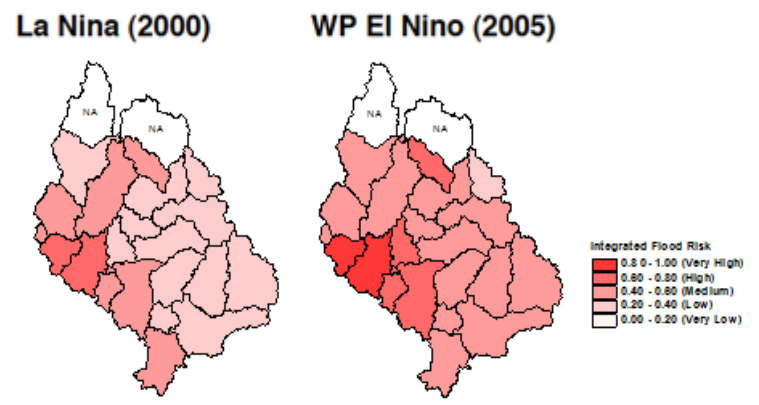 La Nina (2000)
WP El Nino (2005)
NA
NA
NA
NA
Integrated Flood Risk
0.8 0 - 1.00 (Very High)
0.60 - 0.80 (High)
0.40 - 0.60 (Medium)
0.20 - 0.40 (Low)
0.00 - 0.20 (Very Low)